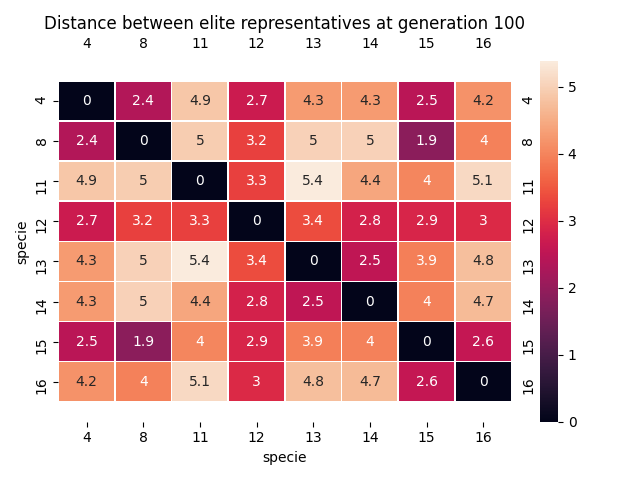 Distance between elite representatives at generation 100
4 8 11 12 13 14 15 16
4 0 2.4 4.9 2.7 4.3 4.3 2.5 4.2 4
8 2.4 0 5 3.2 5 5 1.9 4 8
11 4.9 5 0 3.3 5.4 4.4 4 5.1 11
12 2.7 3.2 3.3 0 3.4 2.8 2.9 3 12
13 4.3 5 5.4 3.4 0 2.5 3.9 4.8 13
14 4.3 5 4.4 2.8 2.5 0 4 4.7 14
15 2.5 1.9 4 2.9 3.9 4 0 2.6 15
16 4.2 4 5.1 3 4.8 4.7 2.6 0 16
4 8 11 12 13 14 15 16
specie
specie
5
4
3
2
1
0